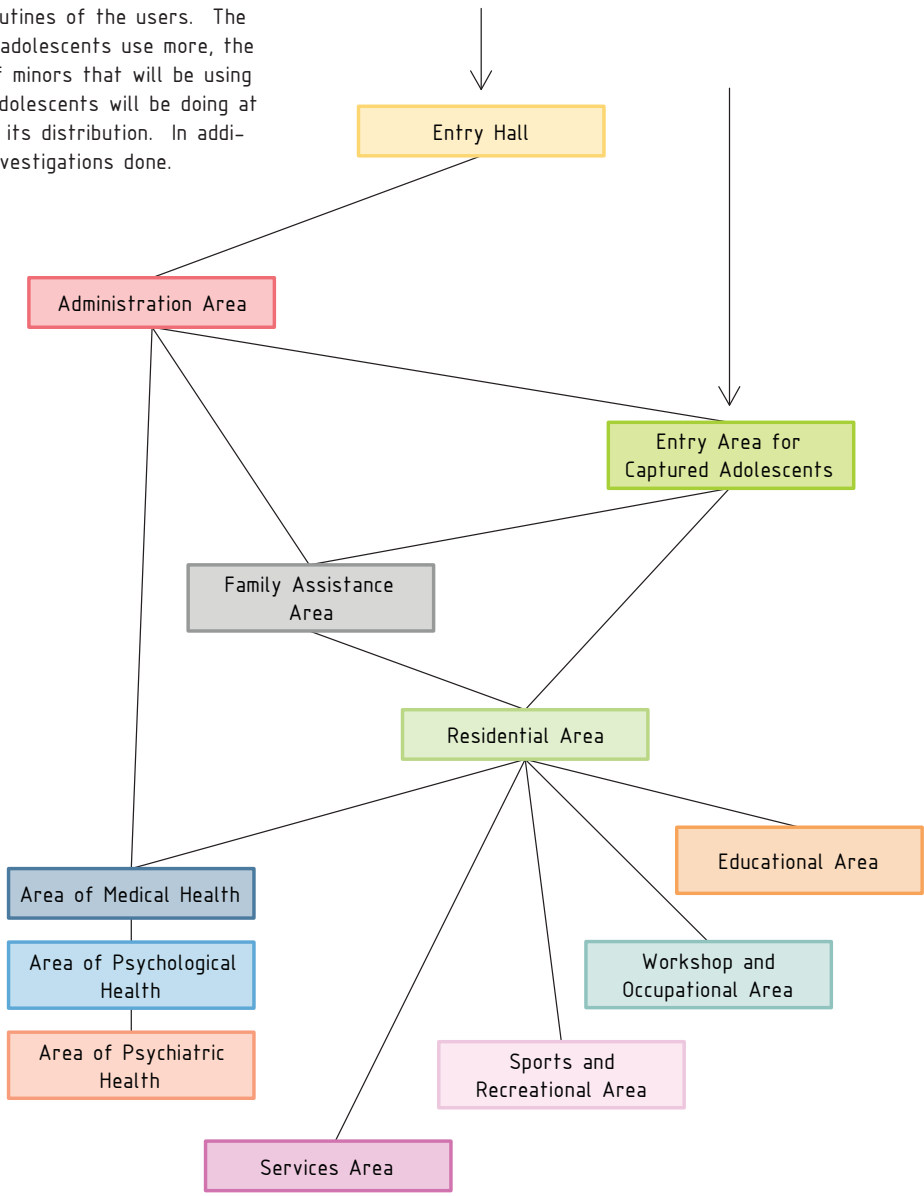 utines of the users. The
adolescents use more, the
f minors that will be using
dolescents will be doing at
its distribution. In addi-
vestigations done.
Entry Hall
Administration Area
Entry Area for
Captured Adolescents
Family Assistance
Area
Residential Area
Educational Area
Area of Medical Health
Area of Psychological
Health
Workshop and
Occupational Area
Area of Psychiatric
Health
Sports and
Recreational Area
Services Area